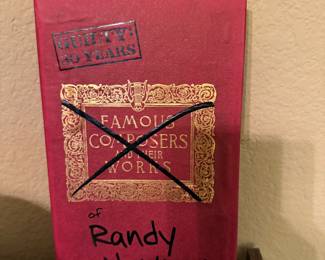 GUILTY:
30 YEARS
FAMOUS
COMPOSERS
AND THEIR
WORKS
of
Randy